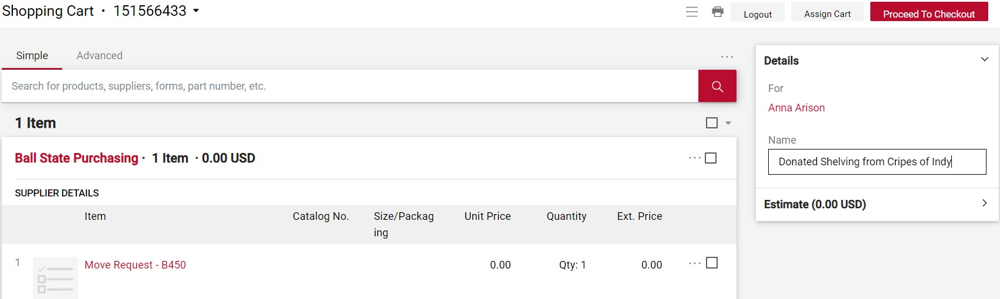 Shopping Cart • 151566433
Logout
Assign Cart
Proceed To Checkout
Simple
Advanced
...
Search for products, suppliers, forms, part number, etc.
1 Item
Ball State Purchasing · 1 Item · 0.00 USD
...
SUPPLIER DETAILS
Item
Catalog No.
Size/Packag
ing
Unit Price
Quantity
Ext. Price
1
Move Request - B450
0.00
Qty: 1
0.00
...
Details
For
Anna Arison
Name
Donated Shelving from Cripes of Indy
Estimate (0.00 USD)